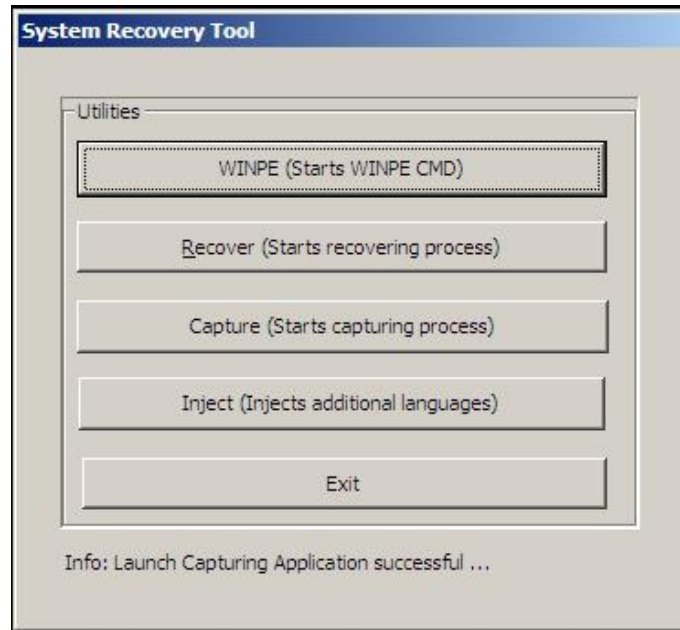 System Recovery Tool
Utilities
WINPE (Starts WINPE CMD)
Recover (Starts recovering process)
Capture (Starts capturing process)
Inject (Injects additional languages)
Exit
Info: Launch Capturing Application successful ...